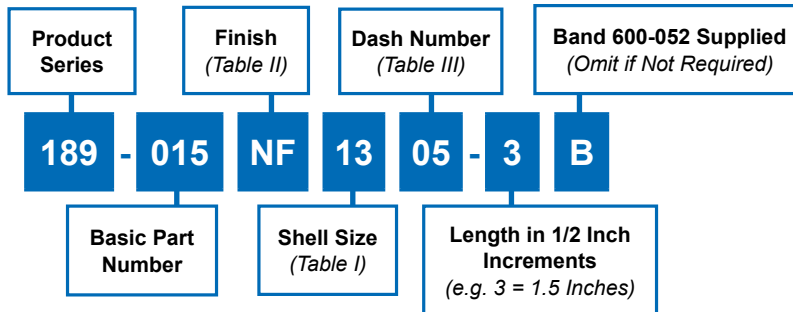 Product
Series
Finish
(Table II)
Dash Number
(Table III)
Band 600-052 Supplied
(Omit if Not Required)
189 - 015 NF 13 05 - 3 B
Basic Part
Number
Shell Size
(Table I)
Length in 1/2 Inch
Increments
(e.g. 3 = 1.5 Inches)